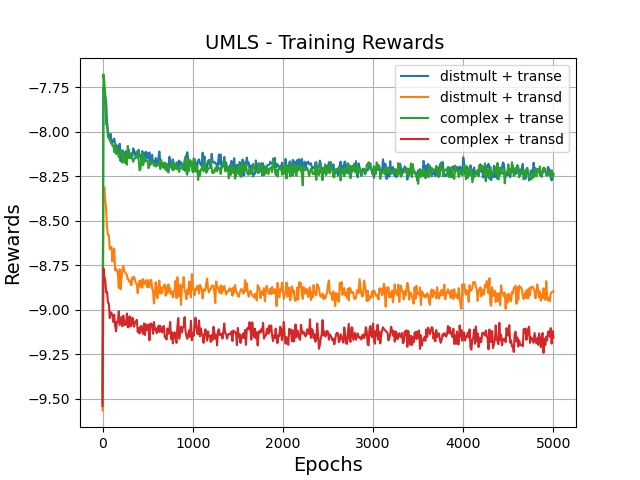 UMLS - Training Rewards
distmult + transe
distmult + transd
complex + transe
complex + transd
Rewards
−7.75
−8.00
−8.25
−8.50
−8.75
−9.00
−9.25
−9.50
0 1000 2000 3000 4000 5000
Epochs